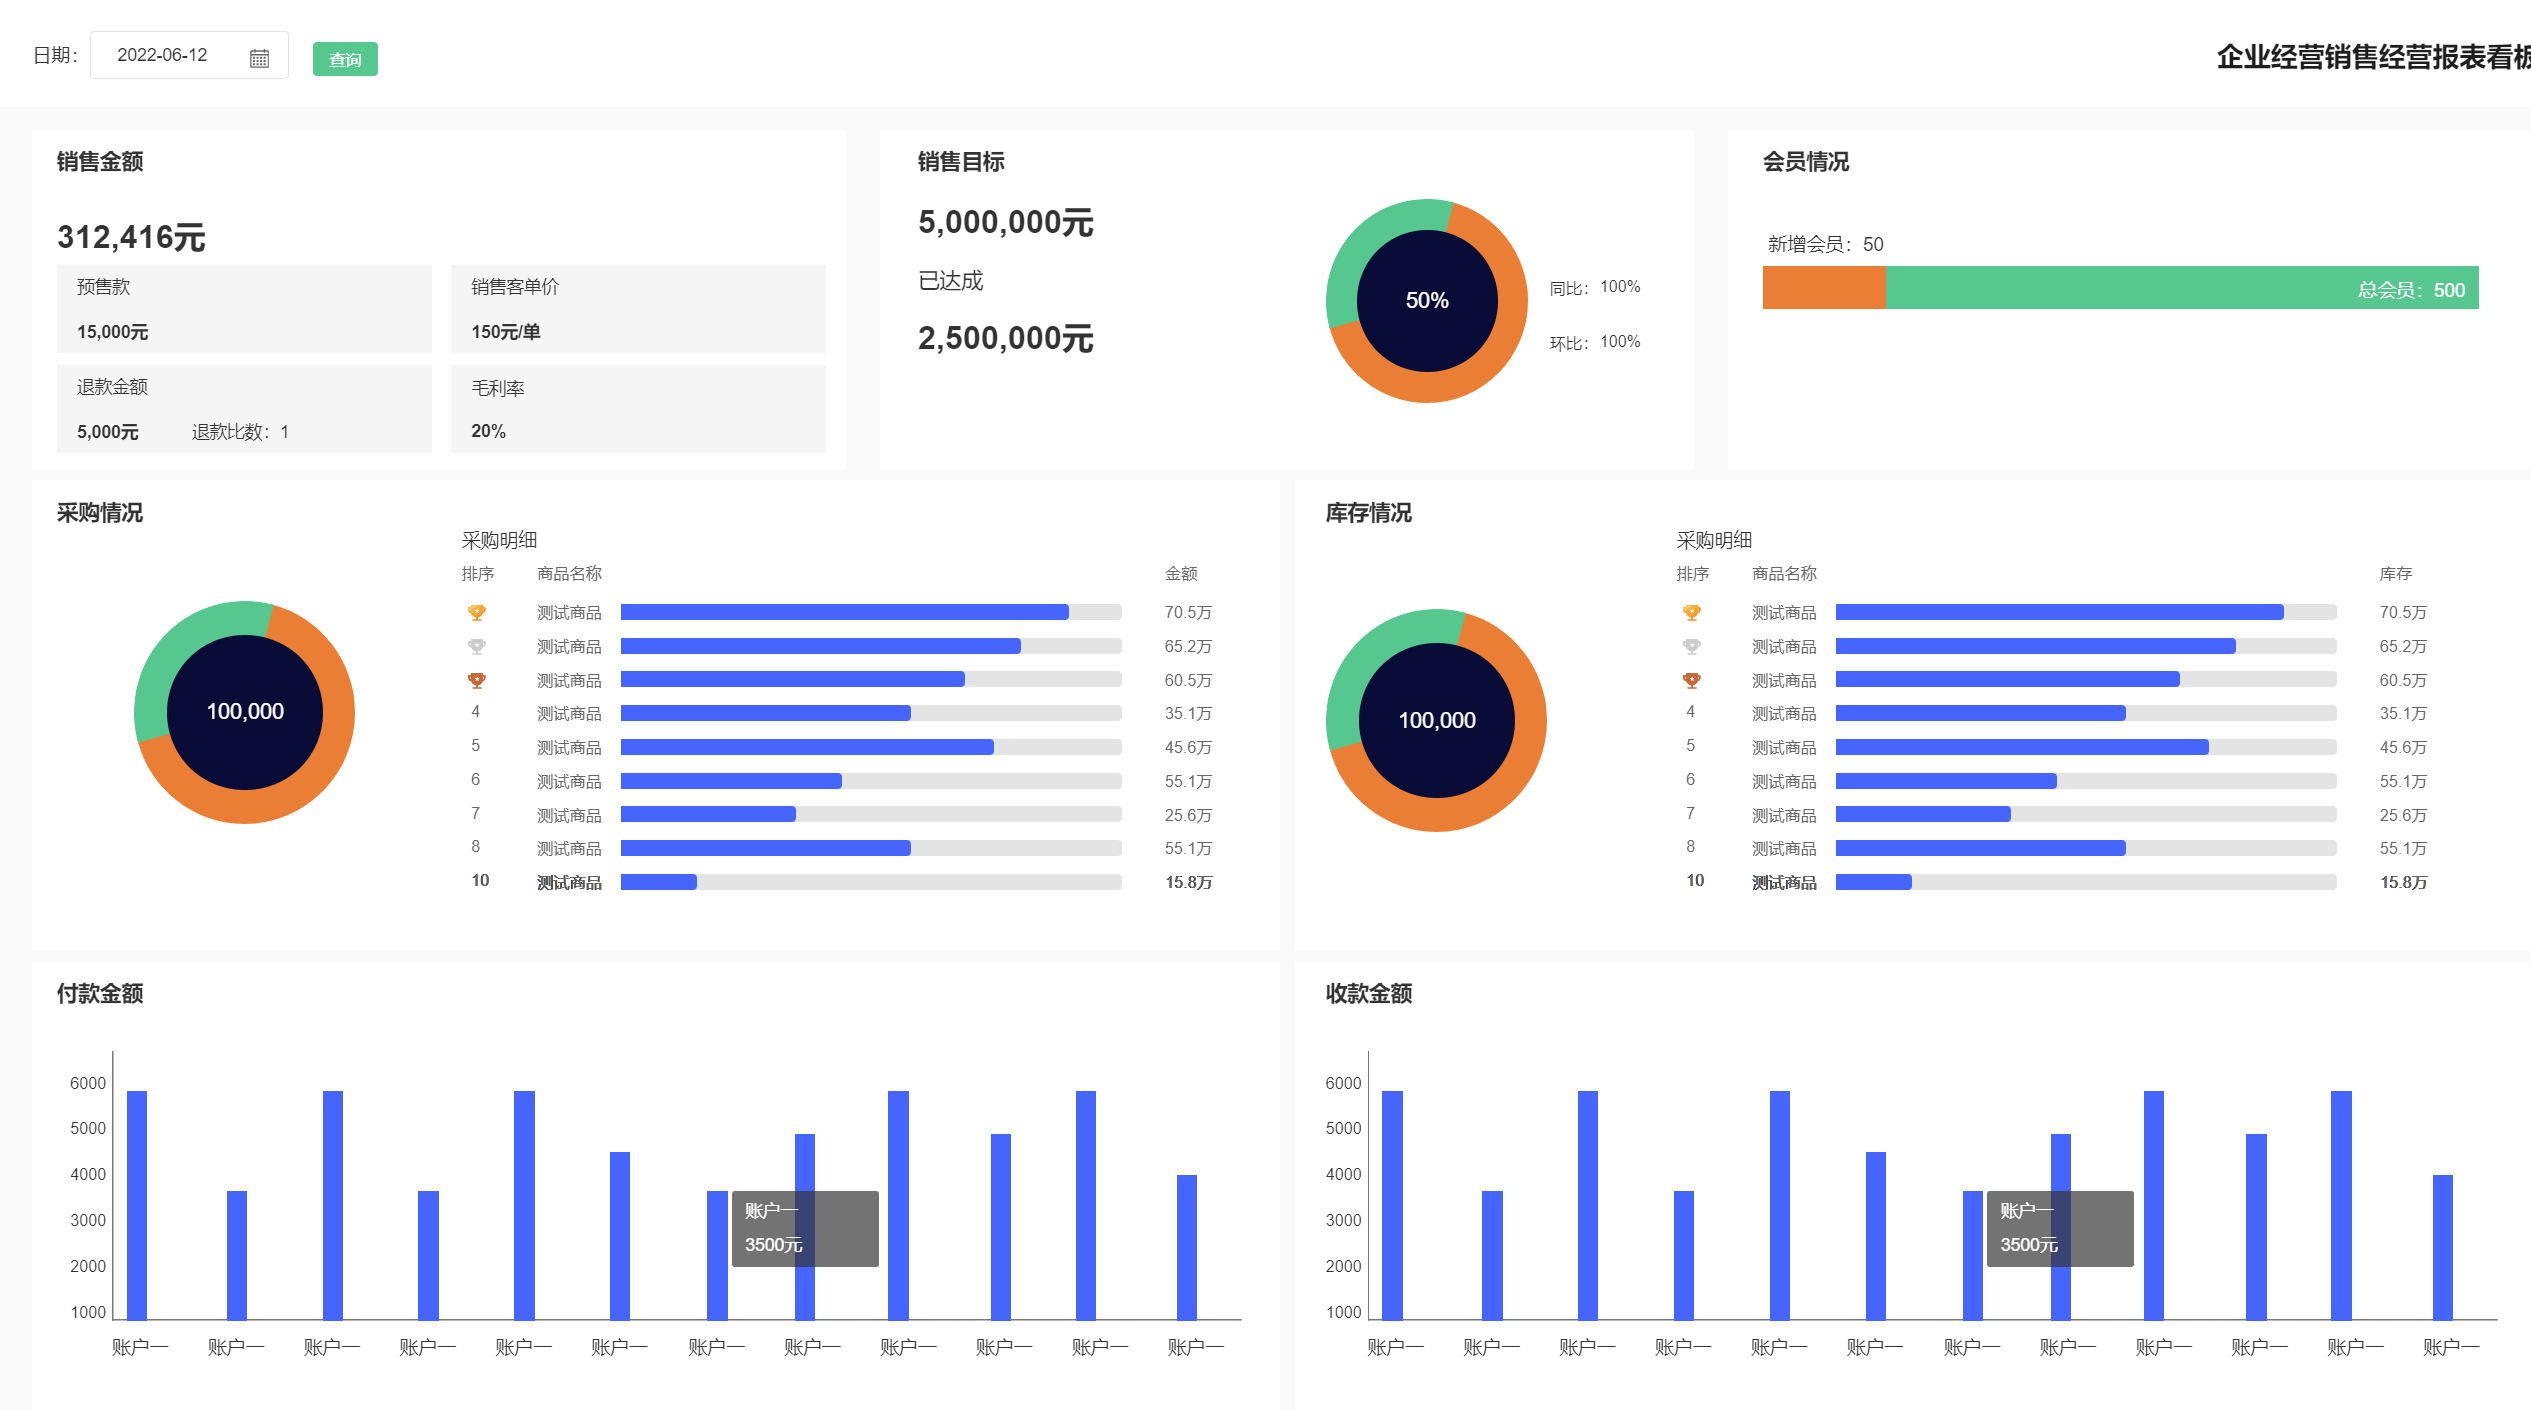 日期：
2022-06-12
查询
企业经营销售经营报表看板
销售金额
312,416元
预售款
15,000元
销售客单价
150元/单
退款金额
5,000元 退款比数：1
毛利率
20%
销售目标
5,000,000元
已达成
2,500,000元
50%
同比：100%
环比：100%
会员情况
新增会员：50
总会员：500
采购情况
100,000
采购明细
排序 商品名称 金额
测试商品 70.5万
测试商品 65.2万
测试商品 60.5万
4 测试商品 35.1万
5 测试商品 45.6万
6 测试商品 55.1万
7 测试商品 25.6万
8 测试商品 55.1万
10 测试商品 15.8万
库存情况
100,000
采购明细
排序 商品名称 库存
测试商品 70.5万
测试商品 65.2万
测试商品 60.5万
4 测试商品 35.1万
5 测试商品 45.6万
6 测试商品 55.1万
7 测试商品 25.6万
8 测试商品 55.1万
10 测试商品 15.8万
付款金额
6000
5000
4000
3000
2000
1000
账户一
3500元
账户一 账户一 账户一 账户一 账户一 账户一 账户一 账户一 账户一 账户一 账户一 账户一
收款金额
6000
5000
4000
3000
2000
1000
账户一
3500元
账户一 账户一 账户一 账户一 账户一 账户一 账户一 账户一 账户一 账户一 账户一 账户一